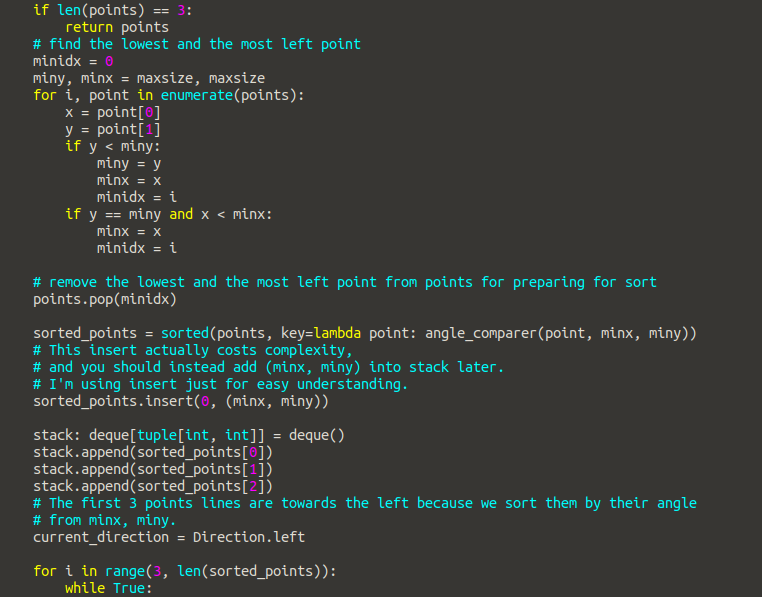 if len(points) == 3:
return points
# find the lowest and the most left point
minidx = 0
miny, minx = maxsize, maxsize
for i, point in enumerate(points):
x = point[0]
y = point[1]
if y < miny:
miny = y
minx = x
minidx = i
if y == miny and x < minx:
minx = x
minidx = i
# remove the lowest and the most left point from points for preparing for sort
points.pop(minidx)
sorted_points = sorted(points, key=lambda point: angle_comparer(point, minx, miny))
# This insert actually costs complexity,
# and you should instead add (minx, miny) into stack later.
# I'm using insert just for easy understanding.
sorted_points.insert(0, (minx, miny))
stack: deque[tuple[int, int]] = deque()
stack.append(sorted_points[0])
stack.append(sorted_points[1])
stack.append(sorted_points[2])
# The first 3 points lines are towards the left because we sort them by their angle
# from minx, miny.
current_direction = Direction.left
for i in range(3, len(sorted_points)):
while True: